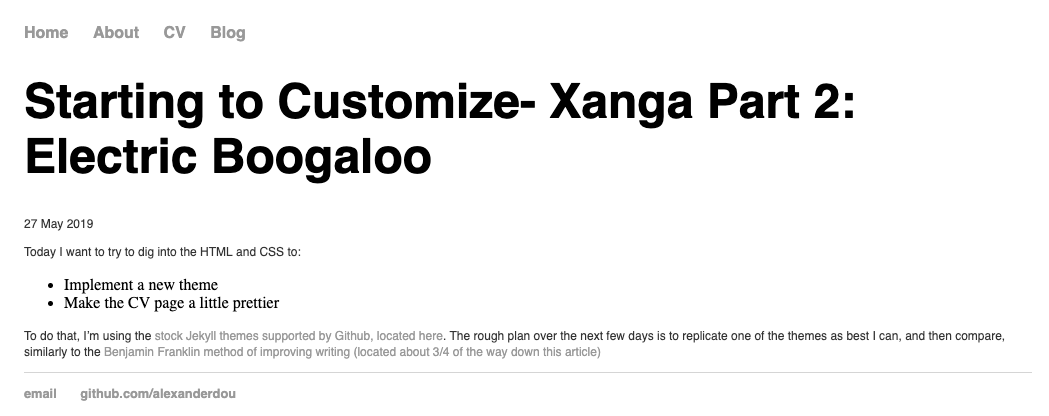 Home About CV Blog
Starting to Customize- Xanga Part 2:
Electric Boogaloo
27 May 2019
Today I want to try to dig into the HTML and CSS to:
• Implement a new theme
• Make the CV page a little prettier
To do that, I'm using the stock Jekyll themes supported by Github, located here. The rough plan over the next few days is to replicate one of the themes as best I can, and then compare,
similarly to the Benjamin Franklin method of improving writing (located about 3/4 of the way down this article)
email github.com/alexanderdou